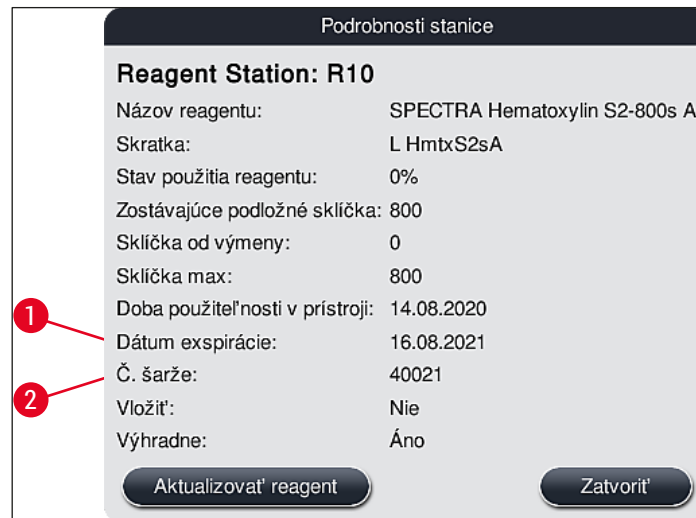 Podrobnosti stanice
Reagent Station: R10
Názov reagentu: SPECTRA Hematoxylin S2-800s A
Skratka: L HmtxS2sA
Stav použitia reagentu: 0%
Zostávajúce podložné sklíčka: 800
Sklíčka od výmeny: 0
Sklíčka max: 800
Doba použiteľnosti v prístroji: 14.08.2020
1 Dátum exspirácie: 16.08.2021
2 Č. šarže: 40021
Vložiť: Nie
Výhradne: Áno
Aktualizovať reagent Zatvoriť